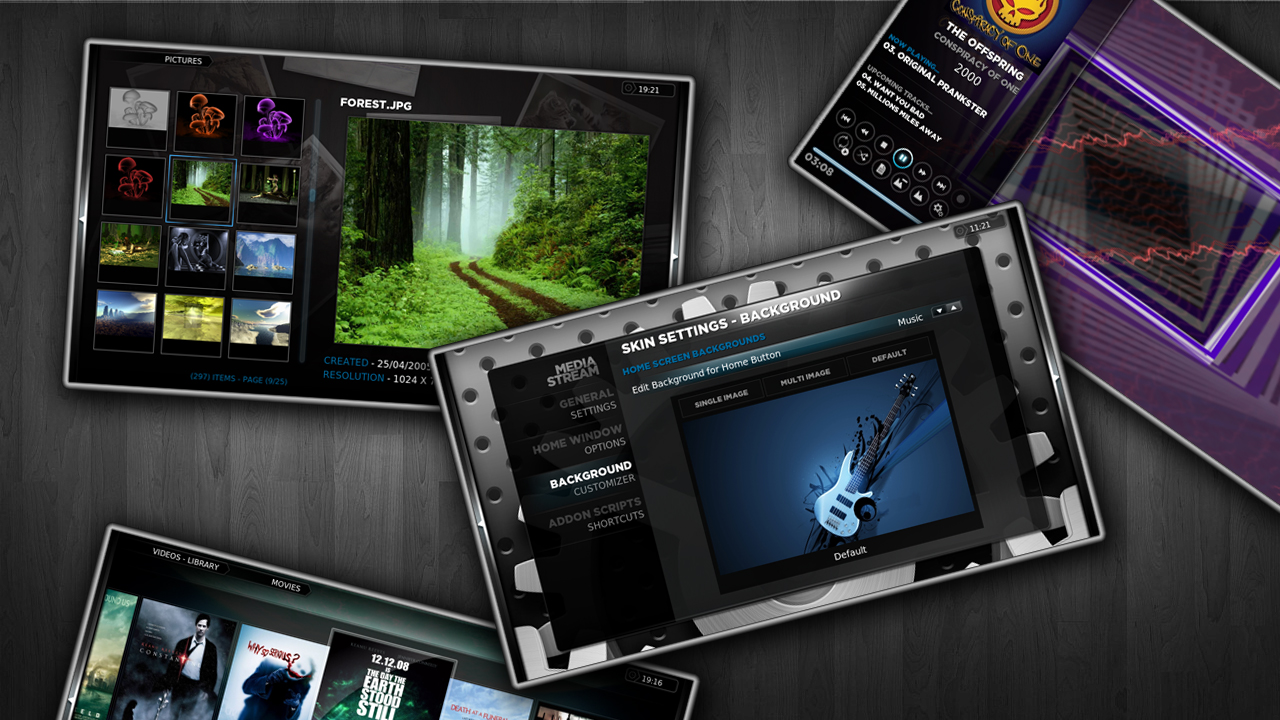 PICTURES
19:21
FOREST.JPG
CREATED - 25/04/200
RESOLUTION - 1024 X
(297) ITEMS - PAGE (9/25)
CONSPIRACY OF ONE
THE OFFSPRING
CONSPIRACY OF ONE
2000
NOW PLAYING...
03. ORIGINAL PRANKSTER
UPCOMING TRACKS...
04. WANT YOU BAD
05. MILLIONS MILES AWAY
03:08
11:21
SKIN SETTINGS - BACKGROUND
HOME SCREEN BACKGROUNDS
Edit Background for Home Button
Music
SINGLE IMAGE
MULTI IMAGE
DEFAULT
MEDIA
STREAM
GENERAL
SETTINGS
HOME WINDOW
OPTIONS
BACKGROUND
CUSTOMIZER
ADDON SCRIPTS
SHORTCUTS
Default
VIDEOS - LIBRARY
MOVIES
19:16
CONSTAN
WHY SO SERIOUS?
12.12.08
IS
THE DAY THE
EARTH
STOOD
STILL
DEATH AT A FUNERAL